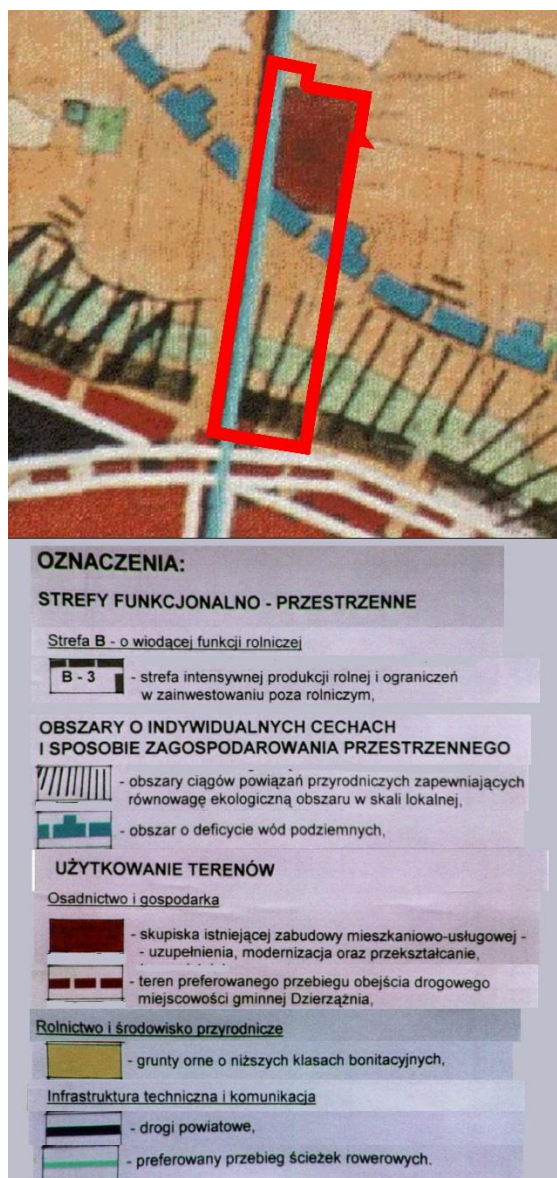 OZNACZENIA:
STREFY FUNKCJONALNO - PRZESTRZENNE
Strefa B - o wiodącej funkcji rolniczej
B - 3
- strefa intensywnej produkcji rolnej i ograniczeń
w zainwestowaniu poza rolniczym,
OBSZARY O INDYWIDUALNYCH CECHACH
I SPOSOBIE ZAGOSPODAROWANIA PRZESTRZENNEGO
- obszary ciągów powiązań przyrodniczych zapewniających
równowagę ekologiczną obszaru w skali lokalnej,
- obszar o deficycie wód podziemnych,
UŻYTKOWANIE TERENÓW
Osadnictwo i gospodarka
- skupiska istniejącej zabudowy mieszkaniowo-usługowej -
- uzupełnienia, modernizacja oraz przekształcanie,
- teren preferowanego przebiegu obejścia drogowego
miejscowości gminnej Dzierzążnia,
Rolnictwo i środowisko przyrodnicze
- grunty orne o niższych klasach bonitacyjnych,
Infrastruktura techniczna i komunikacja
- drogi powiatowe,
- preferowany przebieg ścieżek rowerowych.